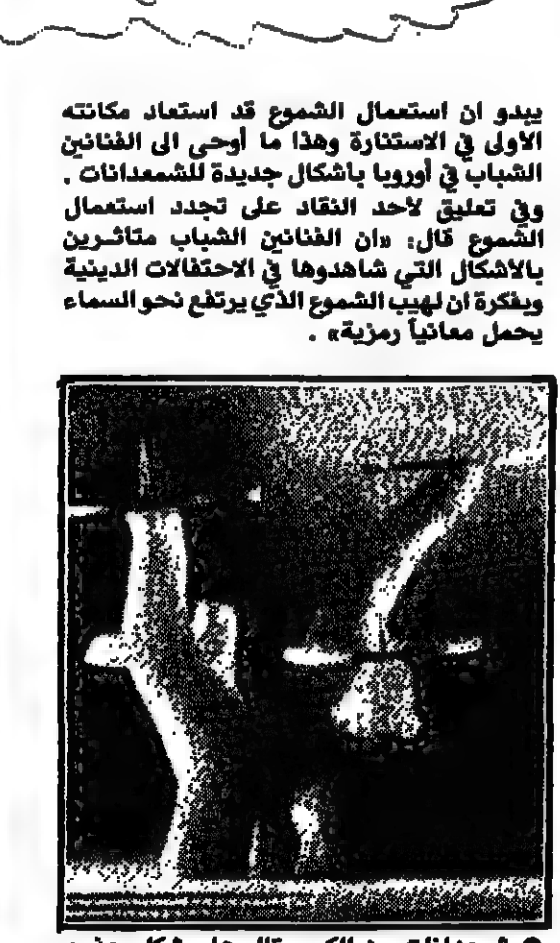 يبدو ان استعمال الشموع قد استعاد مكانته
الاولى في الاستنارة وهذا ما أوحى الى الفنانين
الشباب في أوروبا باشكال جديدة للشمعدانات .
وفي تعليق لأحد النقاد على تجدد استعمال
الشموع قال: «ان الفنانين الشباب متاثرين
بالأشكال التي شاهدوها في الاحتفالات الدينية
وبفكرة ان لهيب الشموع الذي يرتفع نحو السماء
يحمل معانياً رمزية» .